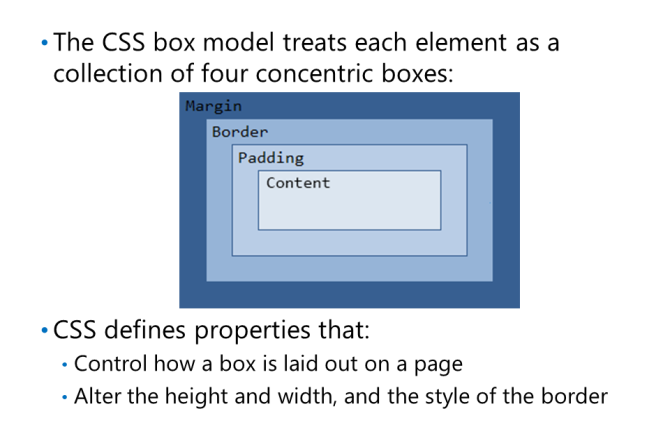 • The CSS box model treats each element as a
collection of four concentric boxes:
Margin
Border
Padding
Content
• CSS defines properties that:
• Control how a box is laid out on a page
• Alter the height and width, and the style of the border